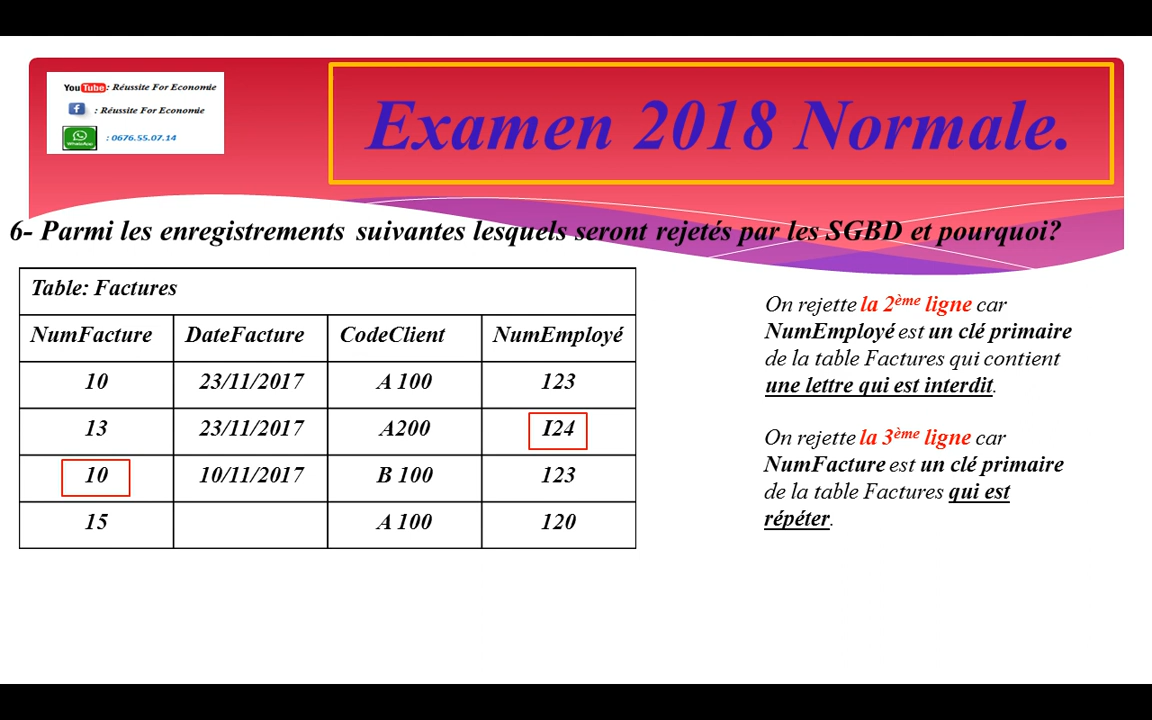 YouTube : Réussite For Economie
: Réussite For Economie
WhatsApp : 0676.55.07.14
Examen 2018 Normale.
6- Parmi les enregistrements suivantes lesquels seront rejetés par les SGBD et pourquoi?
Table: Factures
NumFacture DateFacture CodeClient NumEmployé
10 23/11/2017 A 100 123
13 23/11/2017 A200 I24
10 10/11/2017 B 100 123
15 A 100 120
On rejette la 2ème ligne car
NumEmployé est un clé primaire
de la table Factures qui contient
une lettre qui est interdit.
On rejette la 3ème ligne car
NumFacture est un clé primaire
de la table Factures qui est
répéter.